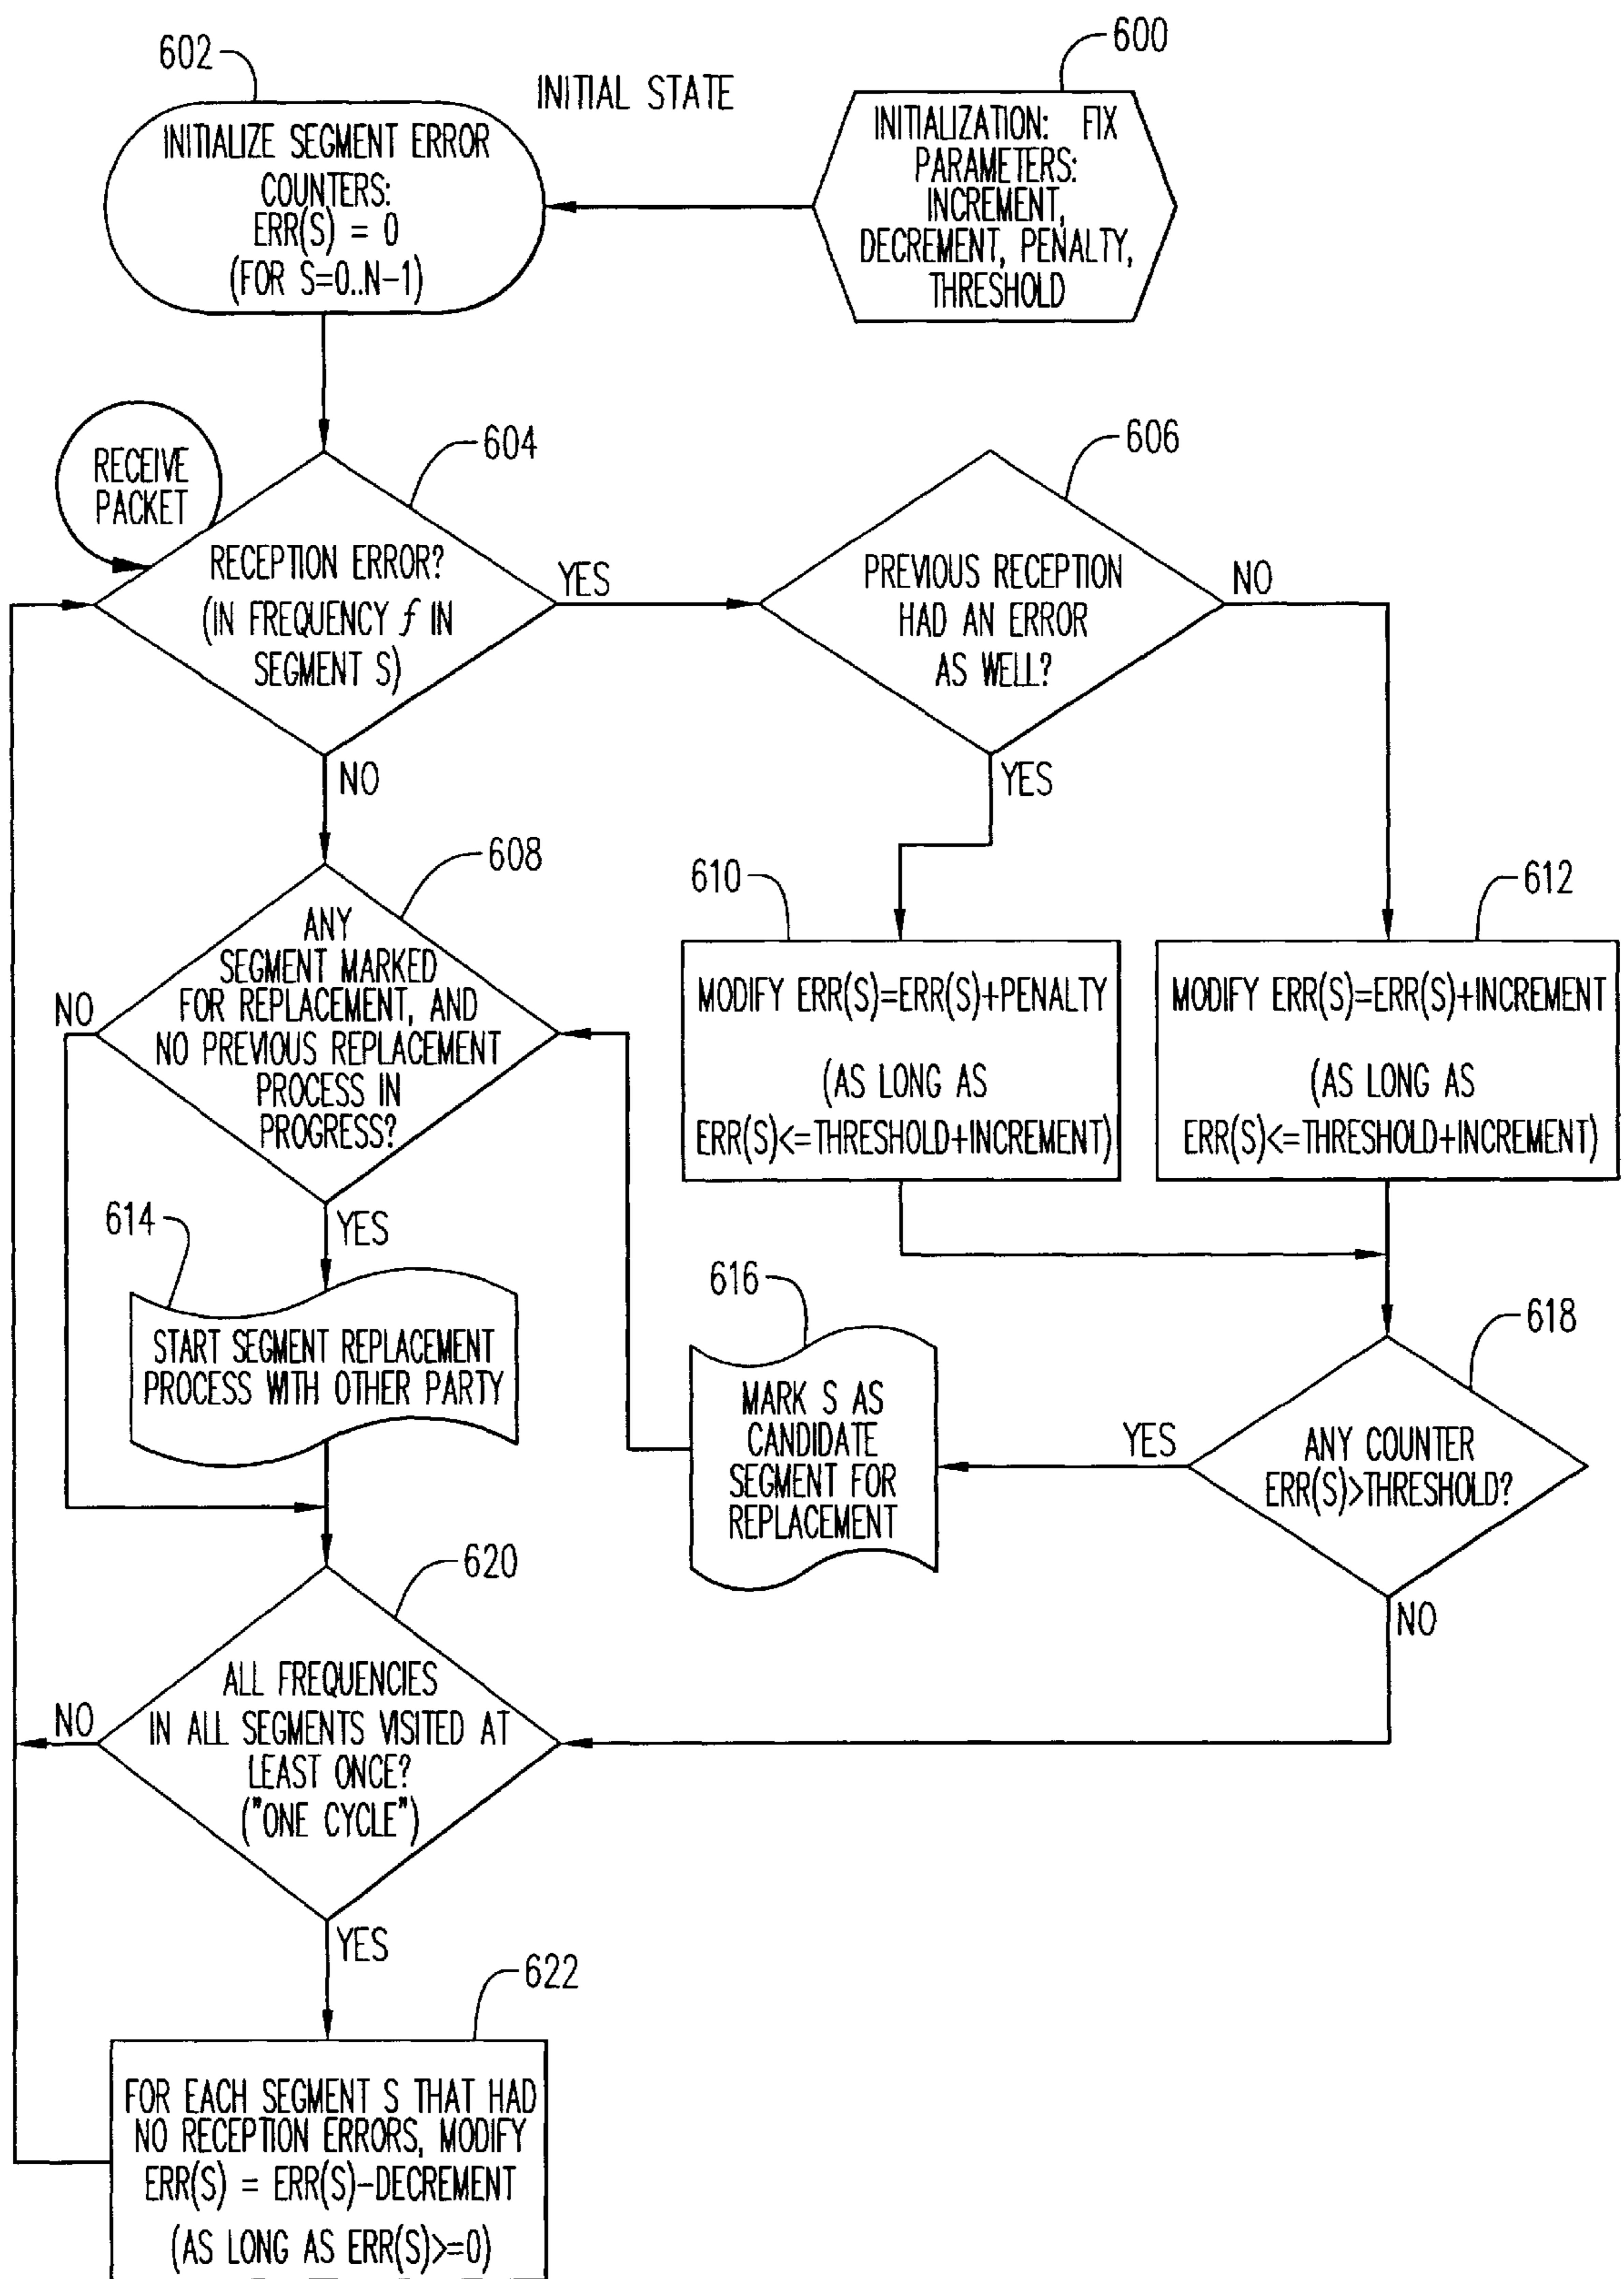 602
INITIAL STATE
600
INITIALIZE SEGMENT ERROR
COUNTERS:
ERR(S) = 0
(FOR S=0..N-1)
INITIALIZATION: FIX
PARAMETERS:
INCREMENT,
DECREMENT, PENALTY,
THRESHOLD
RECEIVE
PACKET
604
RECEPTION ERROR?
(IN FREQUENCY f IN
SEGMENT S)
YES
NO
606
PREVIOUS RECEPTION
HAD AN ERROR
AS WELL?
NO
YES
608
ANY
SEGMENT MARKED
FOR REPLACEMENT, AND
NO PREVIOUS REPLACEMENT
PROCESS IN
PROGRESS?
NO
YES
610
MODIFY ERR(S)=ERR(S)+PENALTY
(AS LONG AS
ERR(S)<=THRESHOLD+INCREMENT)
612
MODIFY ERR(S)=ERR(S)+INCREMENT
(AS LONG AS
ERR(S)<=THRESHOLD+INCREMENT)
614
START SEGMENT REPLACEMENT
PROCESS WITH OTHER PARTY
616
MARK S AS
CANDIDATE
SEGMENT FOR
REPLACEMENT
618
ANY COUNTER
ERR(S)>THRESHOLD?
YES
NO
620
ALL FREQUENCIES
IN ALL SEGMENTS VISITED AT
LEAST ONCE?
("ONE CYCLE")
NO
YES
622
FOR EACH SEGMENT S THAT HAD
NO RECEPTION ERRORS, MODIFY
ERR(S) = ERR(S)-DECREMENT
(AS LONG AS ERR(S)>=0)